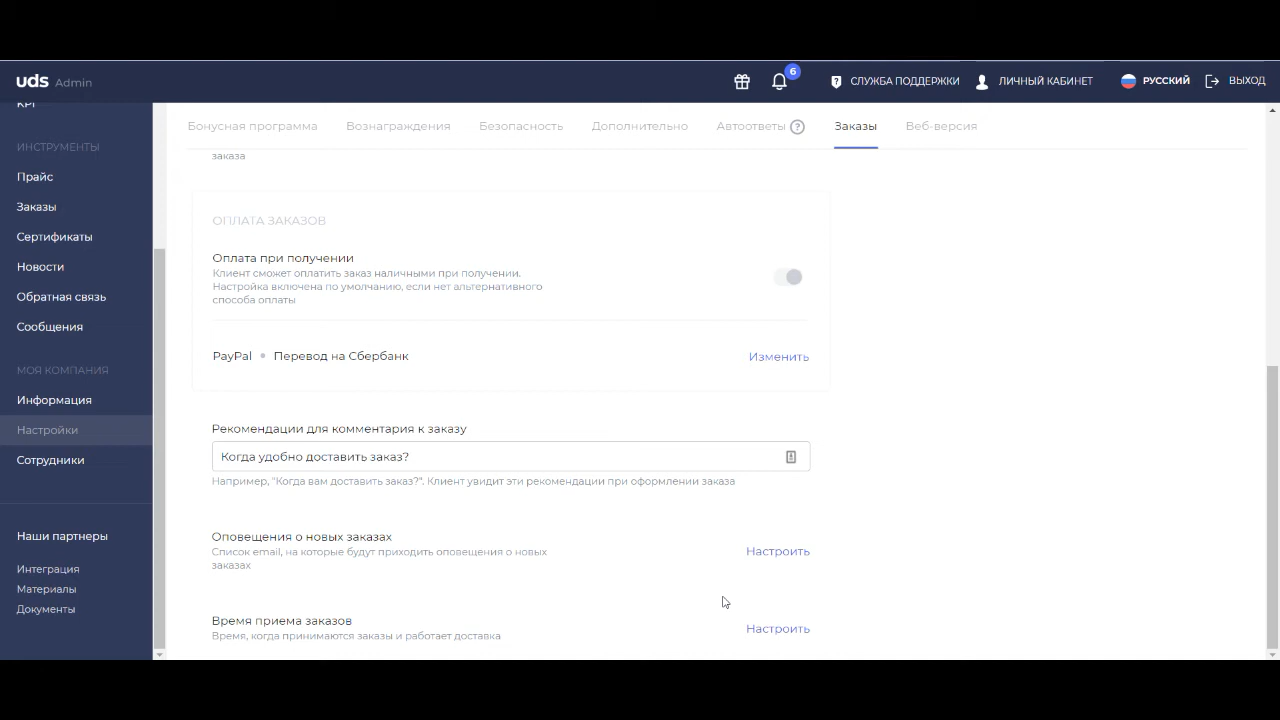 uds Admin
6
СЛУЖБА ПОДДЕРЖКИ
ЛИЧНЫЙ КАБИНЕТ
РУССКИЙ
ВЫХОД
KPI
ИНСТРУМЕНТЫ
Прайс
Заказы
Сертификаты
Новости
Обратная связь
Сообщения
МОЯ КОМПАНИЯ
Информация
Настройки
Сотрудники
Наши партнеры
Интеграция
Материалы
Документы
Бонусная программа
Вознаграждения
Безопасность
Дополнительно
Автоответы ?
Заказы
Веб-версия
заказа
ОПЛАТА ЗАКАЗОВ
Оплата при получении
Клиент сможет оплатить заказ наличными при получении.
Настройка включена по умолчанию, если нет альтернативного
способа оплаты
PayPal • Перевод на Сбербанк
Изменить
Рекомендации для комментария к заказу
Когда удобно доставить заказ?
Например, "Когда вам доставить заказ?". Клиент увидит эти рекомендации при оформлении заказа
Оповещения о новых заказах
Список email, на которые будут приходить оповещения о новых
заказах
Настроить
Время приема заказов
Время, когда принимаются заказы и работает доставка
Настроить